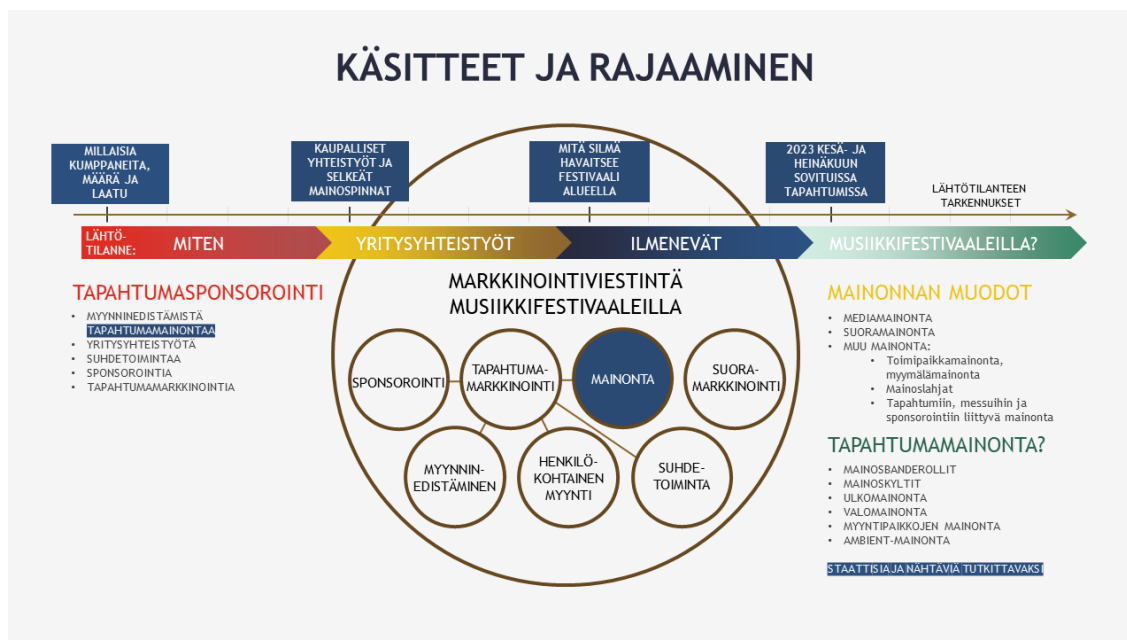 KÄSITTEET JA RAJAAMINEN
MILLAISIA
KUMPPANEITA,
MÄÄRÄ JA
LAATU
KAUPALLISET
YHTEISTYÖT JA
SELKEÄT
MAINOSPINNAT
MITÄ SILMÄ
HAVAITSEE
FESTIVAALI
ALUEELLA
2023 KESÄ- JA
HEINÄKUUN
SOVITUISSA
TAPAHTUMISSA
LÄHTÖTILANTEEN
TARKENNUKSET
LÄHTÖ-
TILANNE:
MITEN
YRITYSYHTEISTYÖT
ILMENEVÄT
MUSIIKKIFESTIVAALEILLA?
TAPAHTUMASPONSOROINTI
• MYYNNINEDISTÄMISTÄ
TAPAHTUMAMAINONTAA
• YRITYSYHTEISTYÖTÄ
• SUHDETOIMINTAA
• SPONSOROINTIA
• TAPAHTUMAMARKKINOINTIA
MARKKINOINTIVIESTINTÄ
MUSIIKKIFESTIVAALEILLA
SPONSOROINTI
TAPAHTUMA-
MARKKINOINTI
MAINONTA
SUORA-
MARKKINOINTI
MYYNNIN-
EDISTÄMINEN
HENKILÖ-
KOHTAINEN
MYYNTI
SUHDE-
TOIMINTA
MAINONNAN MUODOT
• MEDIAMAINONTA
• SUORAMAINONTA
• MUU MAINONTA:
• Toimipaikkamainonta,
myymälämainonta
• Mainoslahjat
• Tapahtumiin, messuihin ja
sponsorointiin liittyvä mainonta
TAPAHTUMAMAINONTA?
• MAINOSBANDEROLLIT
• MAINOSKYLTIT
• ULKOMAINONTA
• VALOMAINONTA
• MYYNTIPAIKKOJEN MAINONTA
• AMBIENT-MAINONTA
STAATTISIA JA NÄHTÄVIÄ TUTKITTAVAKSI